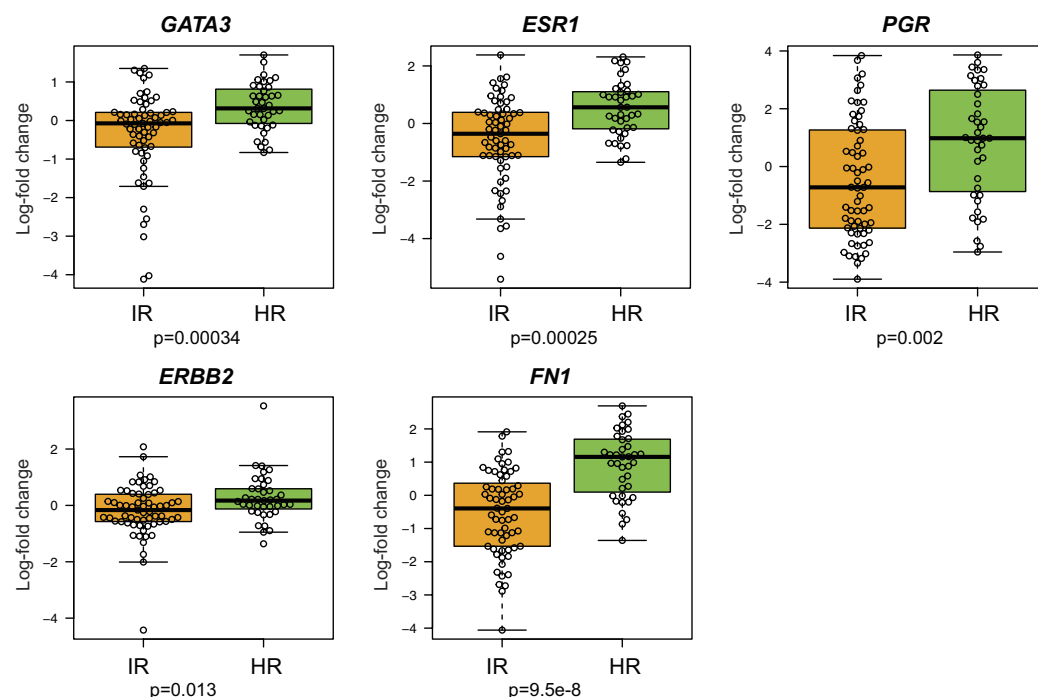 GATA3
Log-fold change
1
0
−1
−2
−3
−4
IR
HR
p=0.00034
ESR1
Log-fold change
2
0
−2
−4
IR
HR
p=0.00025
PGR
Log-fold change
4
2
0
−2
−4
IR
HR
p=0.002
ERBB2
Log-fold change
2
0
−2
−4
IR
HR
p=0.013
FN1
Log-fold change
2
1
0
−1
−2
−3
−4
IR
HR
p=9.5e-8